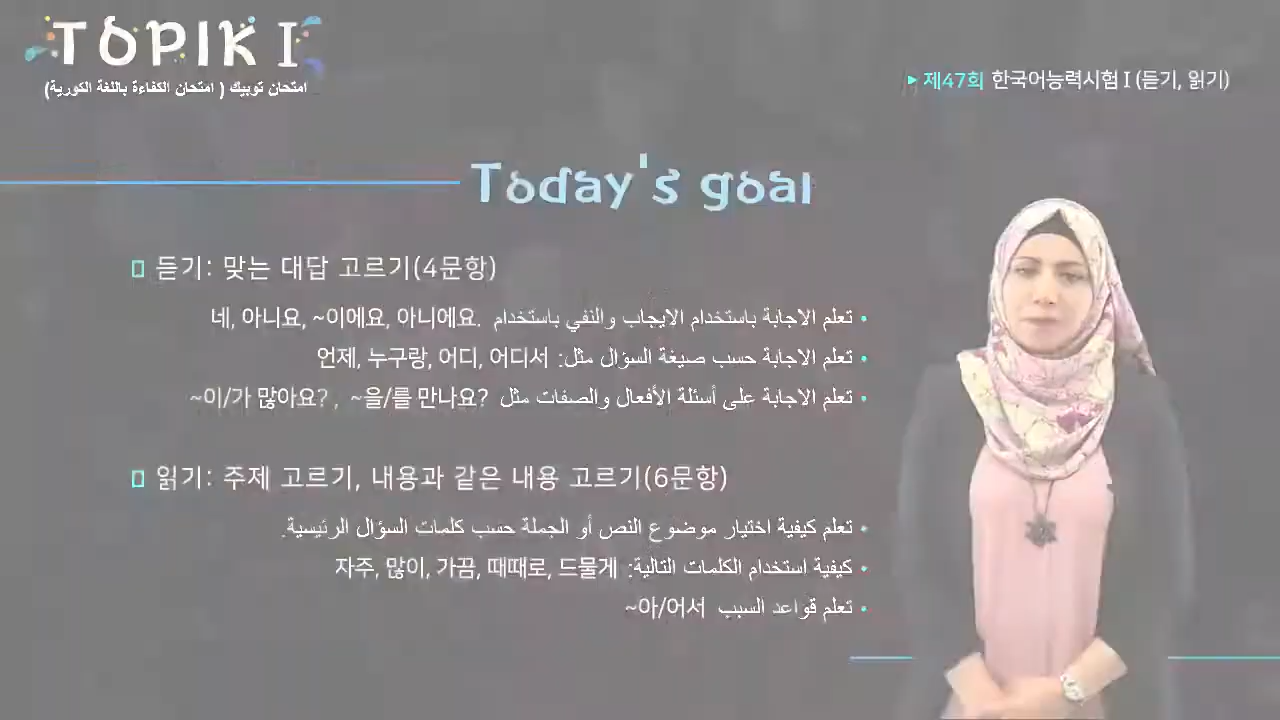 TOPIK I
امتحان توبيك ( امتحان الكفاءة باللغة الكورية)
▶ 제47회 한국어능력시험 I (듣기, 읽기)
Today's goal
듣기: 맞는 대답 고르기(4문항)
• تعلم الاجابة باستخدام الايجاب والنفي باستخدام 네, 아니요, ~이에요, 아니에요.
• تعلم الاجابة حسب صيغة السؤال مثل: 언제, 누구랑, 어디, 어디서
• تعلم الاجابة على أسئلة الأفعال والصفات مثل ~이/가 많아요? , ~을/를 만나요?
읽기: 주제 고르기, 내용과 같은 내용 고르기(6문항)
• تعلم كيفية اختيار موضوع النص أو الجملة حسب كلمات السؤال الرئيسية.
• كيفية استخدام الكلمات التالية: 자주, 많이, 가끔, 때때로, 드물게
• تعلم قواعد السبب ~아/어서